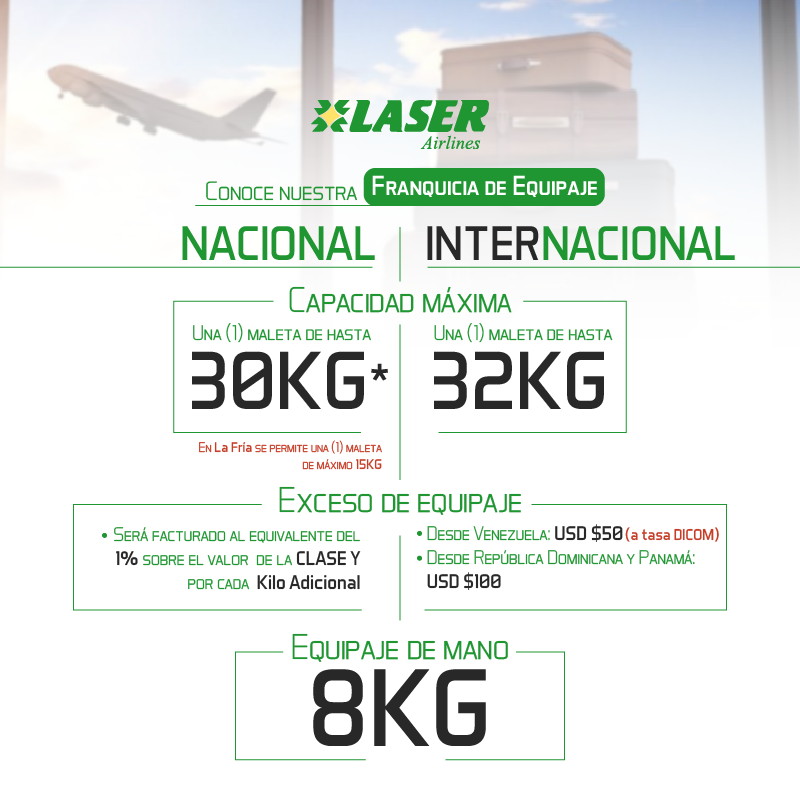 LASER
Airlines
Conoce nuestra Franquicia de Equipaje
NACIONAL
INTERNACIONAL
Capacidad máxima
Una (1) maleta de hasta
30KG*
Una (1) maleta de hasta
32KG
En La Fría se permite una (1) maleta
de máximo 15KG
Exceso de equipaje
• Será facturado al equivalente del
1% sobre el valor de la CLASE Y
por cada Kilo Adicional
• Desde Venezuela: USD $50 (a tasa DICOM)
• Desde República Dominicana y Panamá:
USD $100
Equipaje de mano
8KG